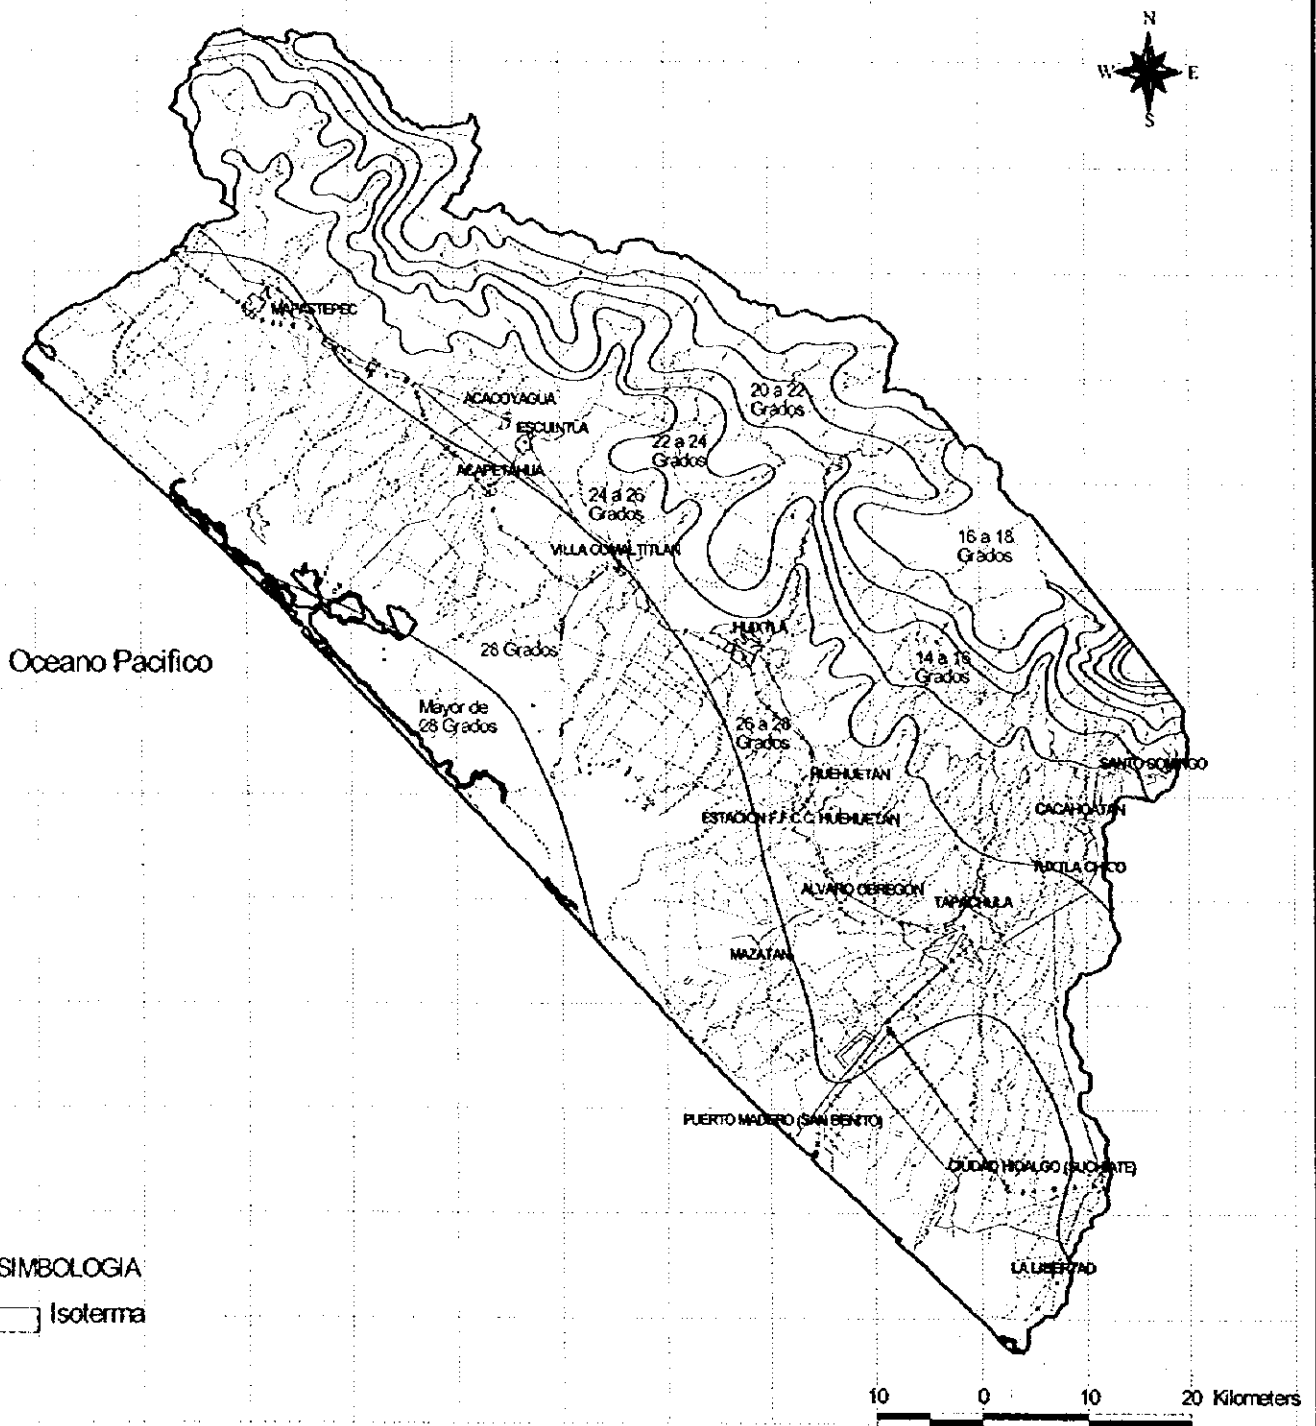 N
W E
S
MAPASTEPEC
ACACOYAGUA
ESCUINTLA
ACAPETAHUA
20 a 22
Grados
22 a 24
Grados
24 a 26
Grados
VILLA COMALTITLAN
16 a 18
Grados
HUIXTLA
28 Grados
Oceano Pacifico
14 a 16
Grados
Mayor de
28 Grados
26 a 28
Grados
HUEHUETAN
SANTO DOMINGO
CACAHOATAN
ESTACION F.F.C.C. HUEHUETAN
TUXTLA CHICO
ALVARO OBREGON
TAPACHULA
MAZATAN
PUERTO MADERO (SAN BENITO)
CIUDAD HIDALGO (SUCHIATE)
LA LIBERTAD
SIMBOLOGIA
Isoterma
10 0 10 20 Kilometers